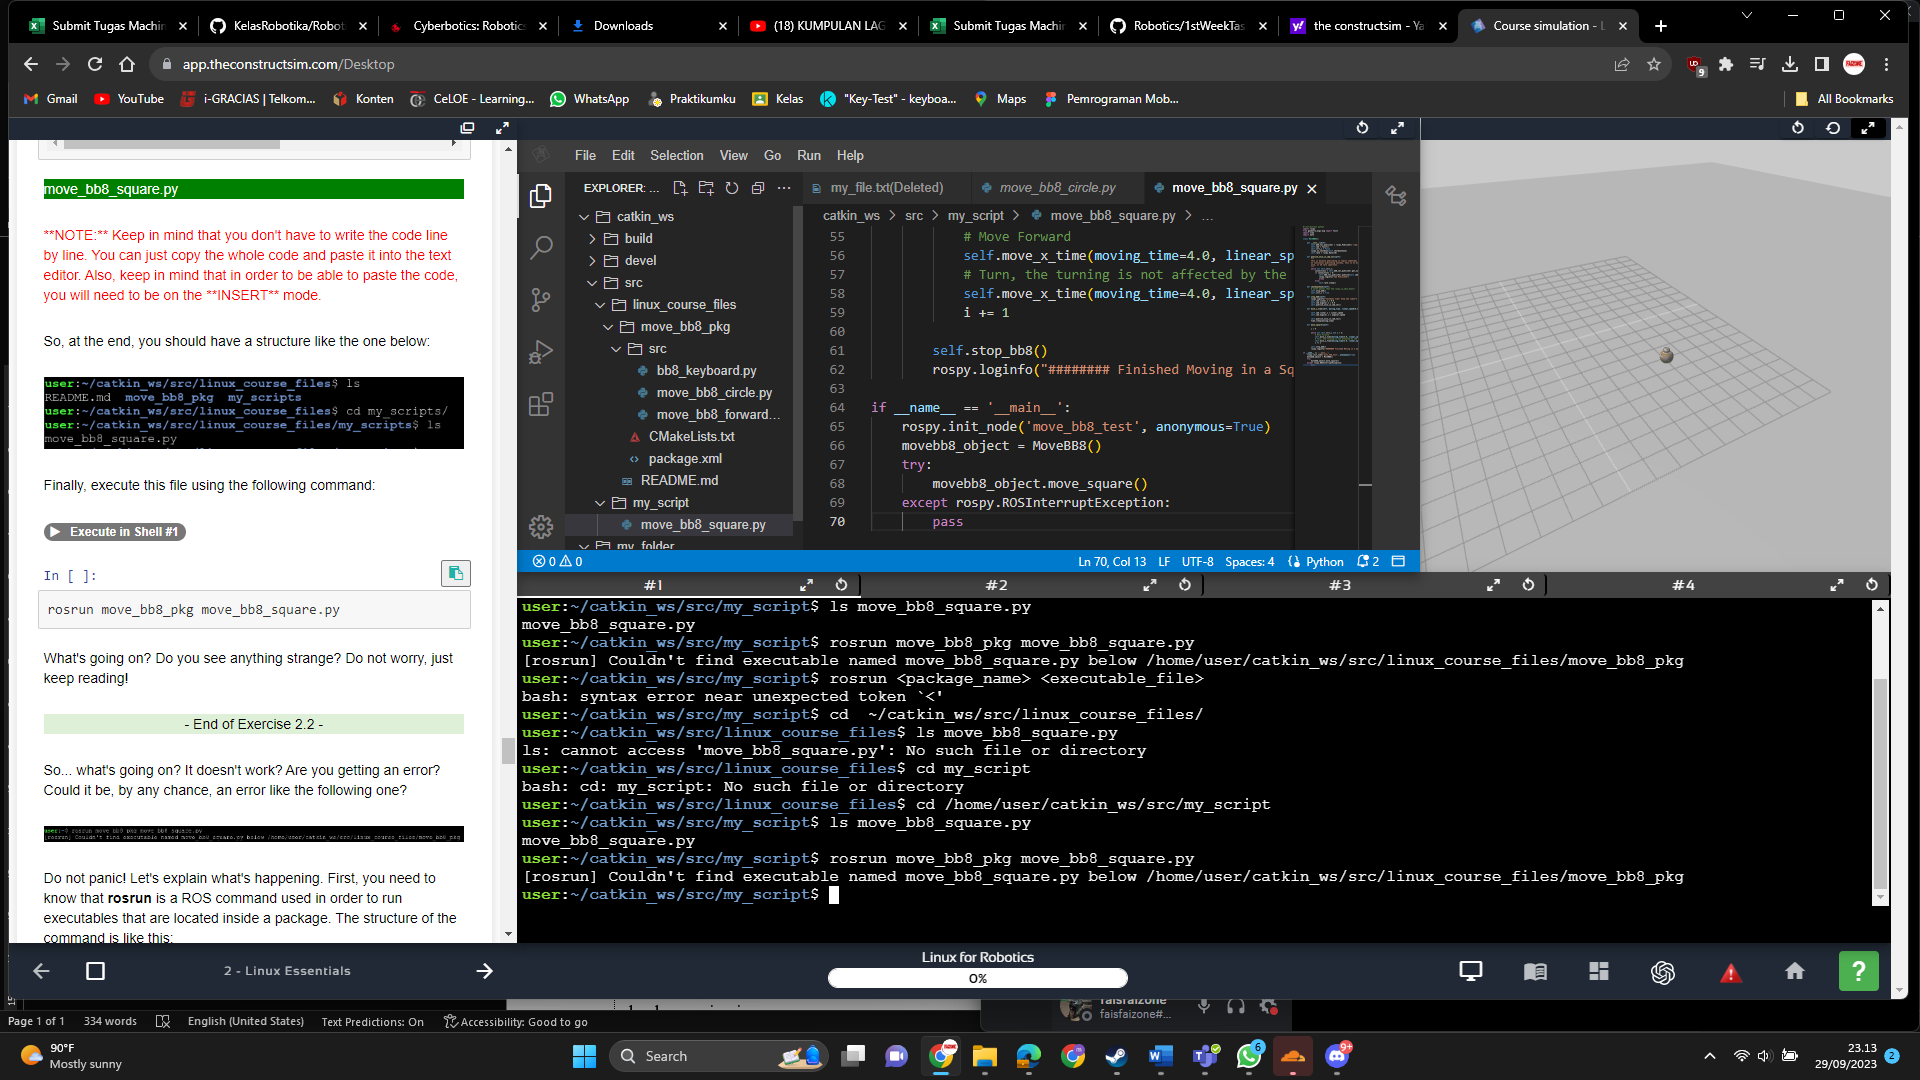 Submit Tugas Machin
KelasRobotika/Robot
Cyberbotics: Robotics
Downloads
(18) KUMPULAN LAG
Submit Tugas Machin
Robotics/1stWeekTas
the constructsim - Ya
Course simulation - L
app.theconstructsim.com/Desktop
9
Gmail
YouTube
i-GRACIAS | Telkom...
Konten
CeLOE - Learning...
WhatsApp
Praktikumku
Kelas
"Key-Test" - keyboa...
Maps
Pemrograman Mob...
All Bookmarks
move_bb8_square.py
**NOTE:** Keep in mind that you don't have to write the code line
by line. You can just copy the whole code and paste it into the text
editor. Also, keep in mind that in order to be able to paste the code,
you will need to be on the **INSERT** mode.
So, at the end, you should have a structure like the one below:
user:~/catkin_ws/src/linux_course_files$ ls
README.md  move_bb8_pkg  my_scripts
user:~/catkin_ws/src/linux_course_files$ cd my_scripts/
user:~/catkin_ws/src/linux_course_files/my_scripts$ ls
move_bb8_square.py
Finally, execute this file using the following command:
Execute in Shell #1
In [ ]:
rosrun move_bb8_pkg move_bb8_square.py
What's going on? Do you see anything strange? Do not worry, just
keep reading!
- End of Exercise 2.2 -
So... what's going on? It doesn't work? Are you getting an error?
Could it be, by any chance, an error like the following one?
user:~$ rosrun move_bb8_pkg move_bb8_square.py
[rosrun] Couldn't find executable named move_bb8_square.py below /home/user/catkin_ws/src/linux_course_files/move_bb8_pkg
Do not panic! Let's explain what's happening. First, you need to
know that rosrun is a ROS command used in order to run
executables that are located inside a package. The structure of the
command is like this:
File Edit Selection View Go Run Help
EXPLORER: ...
catkin_ws
build
devel
src
linux_course_files
move_bb8_pkg
src
bb8_keyboard.py
move_bb8_circle.py
move_bb8_forward...
CMakeLists.txt
package.xml
README.md
my_script
move_bb8_square.py
my_folder
my_file.txt(Deleted)
move_bb8_circle.py
move_bb8_square.py
catkin_ws > src > my_script > move_bb8_square.py > ...
55 # Move Forward
56 self.move_x_time(moving_time=4.0, linear_sp
57 # Turn, the turning is not affected by the
58 self.move_x_time(moving_time=4.0, linear_sp
59 i += 1
60
61 self.stop_bb8()
62 rospy.loginfo("######## Finished Moving in a Sq
63
64 if __name__ == '__main__':
65 rospy.init_node('move_bb8_test', anonymous=True)
66 movebb8_object = MoveBB8()
67 try:
68 movebb8_object.move_square()
69 except rospy.ROSInterruptException:
70 pass
0 0
Ln 70, Col 13 LF UTF-8 Spaces: 4 Python 2
#1
#2
#3
#4
user:~/catkin_ws/src/my_script$ ls move_bb8_square.py
move_bb8_square.py
user:~/catkin_ws/src/my_script$ rosrun move_bb8_pkg move_bb8_square.py
[rosrun] Couldn't find executable named move_bb8_square.py below /home/user/catkin_ws/src/linux_course_files/move_bb8_pkg
user:~/catkin_ws/src/my_script$ rosrun <package_name> <executable_file>
bash: syntax error near unexpected token `<'
user:~/catkin_ws/src/my_script$ cd  ~/catkin_ws/src/linux_course_files/
user:~/catkin_ws/src/linux_course_files$ ls move_bb8_square.py
ls: cannot access 'move_bb8_square.py': No such file or directory
user:~/catkin_ws/src/linux_course_files$ cd my_script
bash: cd: my_script: No such file or directory
user:~/catkin_ws/src/linux_course_files$ cd /home/user/catkin_ws/src/my_script
user:~/catkin_ws/src/my_script$ ls move_bb8_square.py
move_bb8_square.py
user:~/catkin_ws/src/my_script$ rosrun move_bb8_pkg move_bb8_square.py
[rosrun] Couldn't find executable named move_bb8_square.py below /home/user/catkin_ws/src/linux_course_files/move_bb8_pkg
user:~/catkin_ws/src/my_script$
2 - Linux Essentials
Linux for Robotics
0%
?
faisfaizone
faisfaizone#...
Page 1 of 1
334 words
English (United States)
Text Predictions: On
Accessibility: Good to go
90°F
Mostly sunny
Search
6
9+
23.13
29/09/2023
2